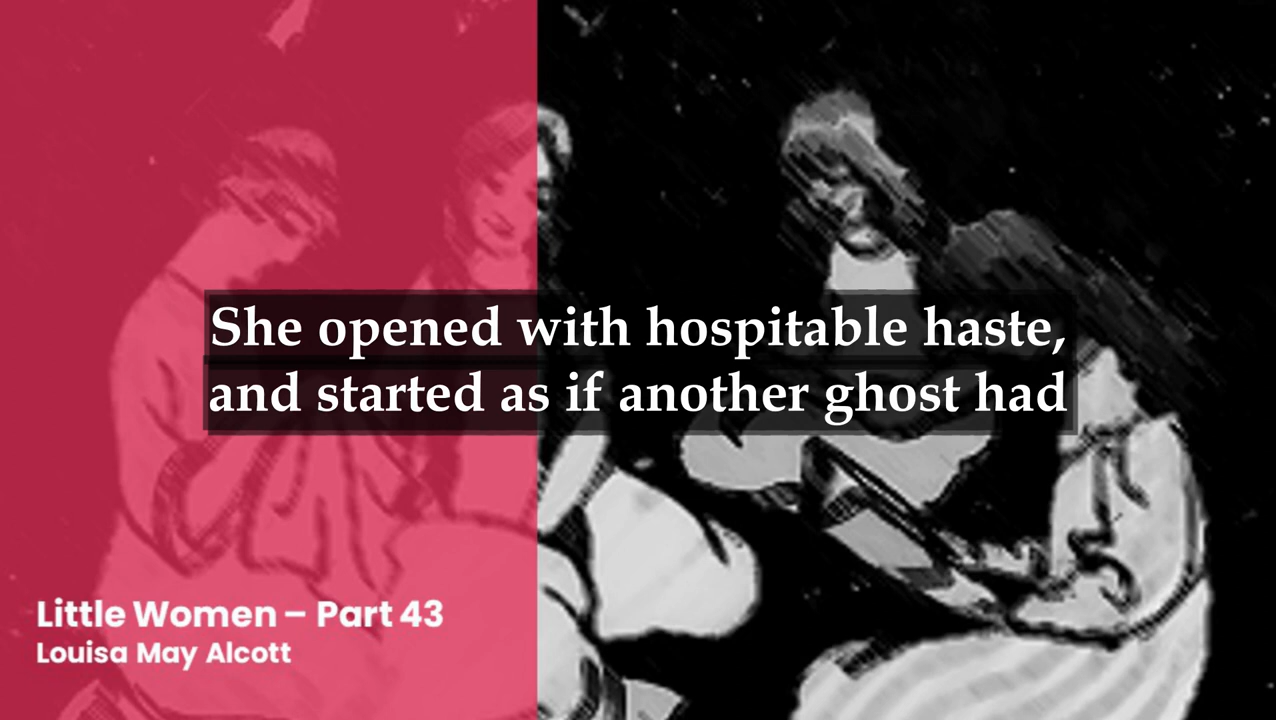 She opened with hospitable haste,
and started as if another ghost had
Little Women – Part 43
Louisa May Alcott